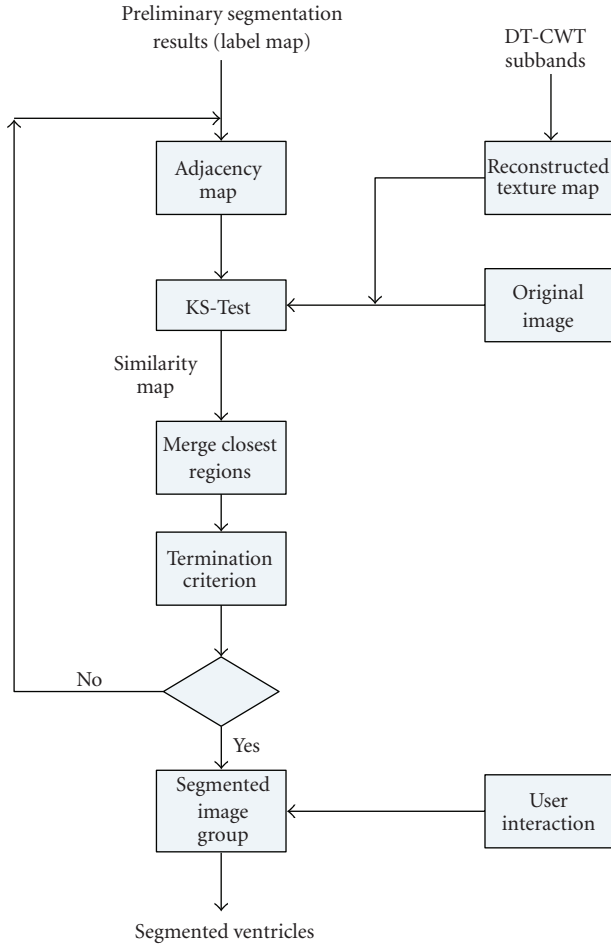 Preliminary segmentation
results (label map)
DT-CWT
subbands
Adjacency
map
Reconstructed
texture map
KS-Test
Original
image
Similarity
map
Merge closest
regions
Termination
criterion
No
Yes
Segmented
image
group
User
interaction
Segmented ventricles